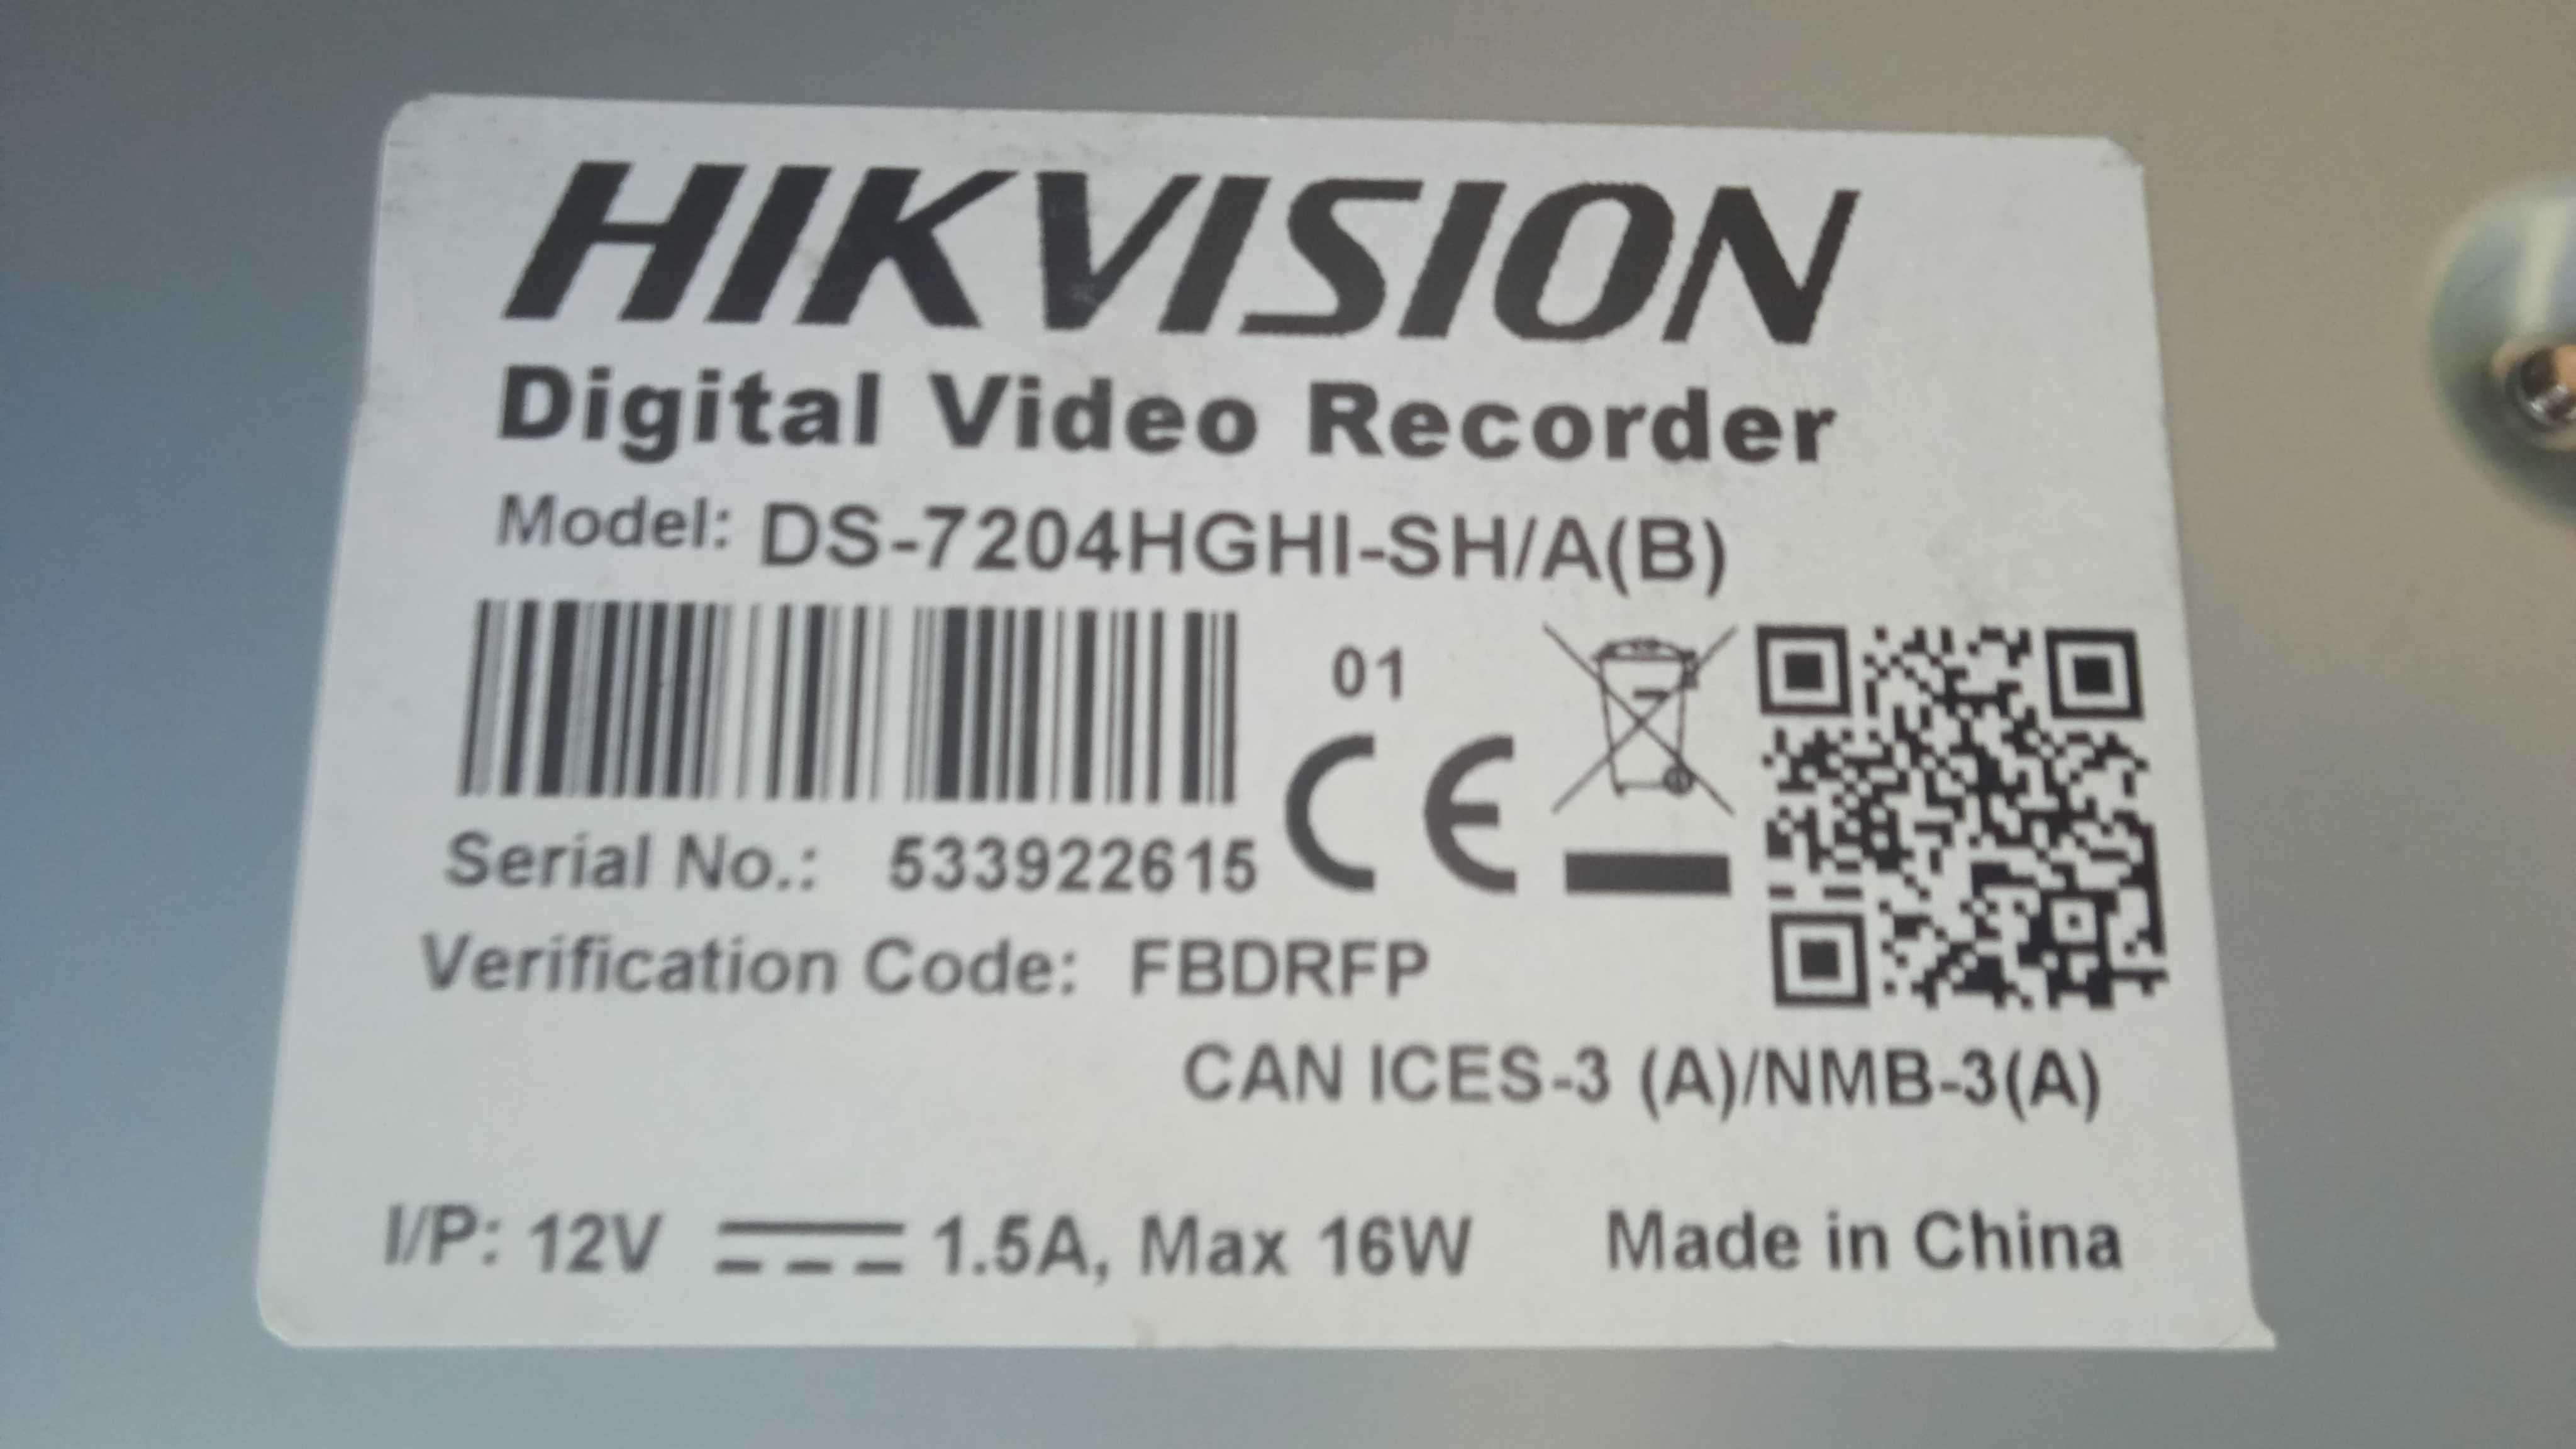 HIKVISION
Digital Video Recorder
Model: DS-7204HGHI-SH/A(B)
01
CE
Serial No.: 533922615
Verification Code: FBDRFP
CAN ICES-3 (A)/NMB-3(A)
I/P: 12V ⎓ 1.5A, Max 16W Made in China